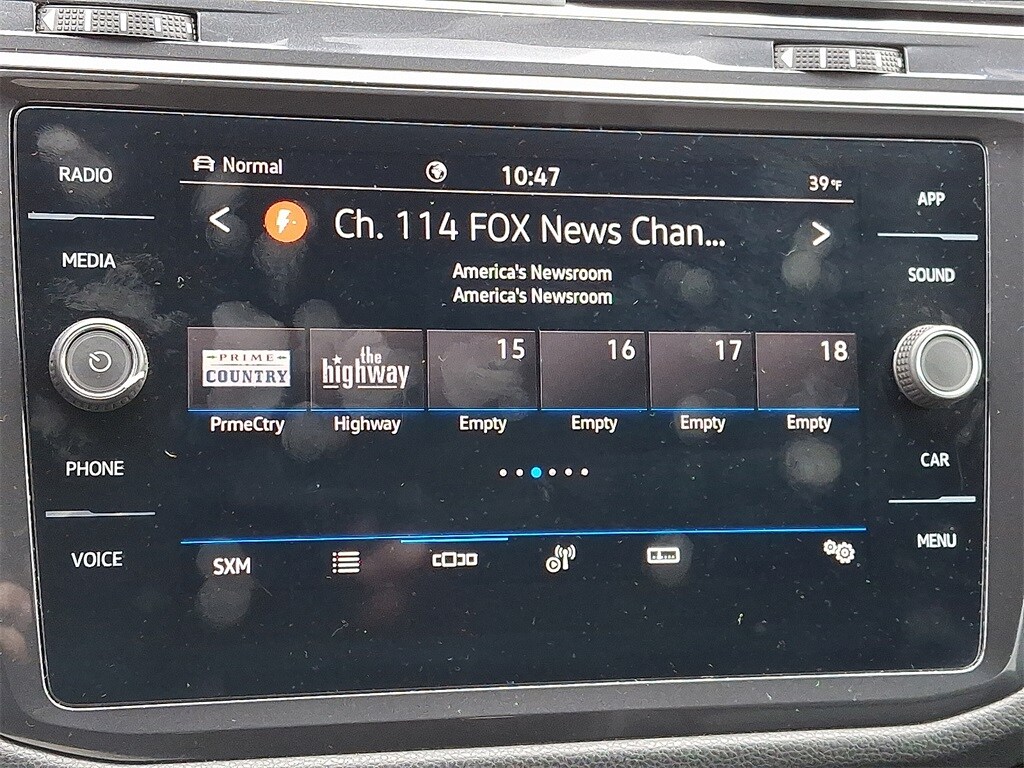 RADIO
MEDIA
PHONE
VOICE
Normal
10:47
39°F
Ch. 114 FOX News Chan...
America's Newsroom
America's Newsroom
PRIME
COUNTRY
the
highway
15
16
17
18
PrmeCtry
Highway
Empty
Empty
Empty
Empty
SXM
APP
SOUND
CAR
MENU